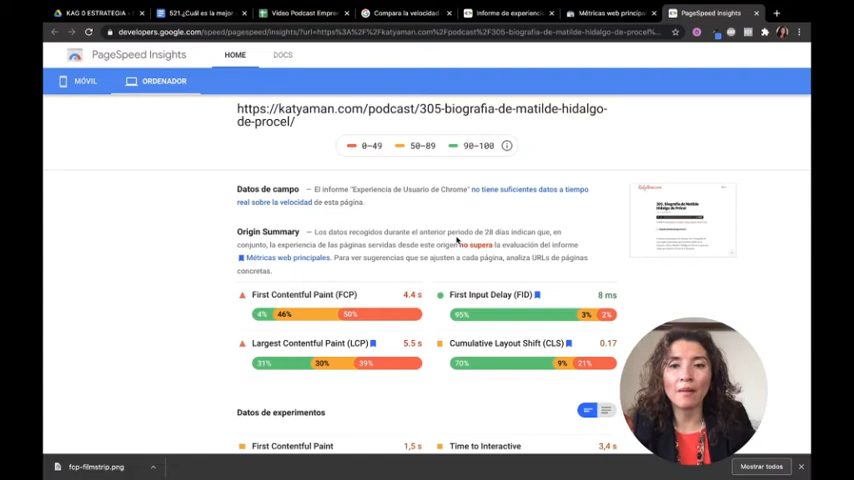 KAG 0 ESTRATEGIA -
521.¿Cuál es la mejor
Video Podcast Empre
Compara la velocidad
Informe de experienci
Métricas web principa
PageSpeed Insights
developers.google.com/speed/pagespeed/insights/?url=https%3A%2F%2Fkatyaman.com%2Fpodcast%2F305-biografia-de-matilde-hidalgo-de-procel%...
PageSpeed Insights
HOME
DOCS
MÓVIL
ORDENADOR
https://katyaman.com/podcast/305-biografia-de-matilde-hidalgo-
de-procel/
0–49
50–89
90–100
Datos de campo — El informe "Experiencia de Usuario de Chrome" no tiene suficientes datos a tiempo
real sobre la velocidad de esta página.
Origin Summary — Los datos recogidos durante el anterior periodo de 28 días indican que, en
conjunto, la experiencia de las páginas servidas desde este origen no supera la evaluación del informe
Métricas web principales. Para ver sugerencias que se ajusten a cada página, analiza URLs de páginas
concretas.
305. Biografía de Matilde
Hidalgo de Procel
First Contentful Paint (FCP) 4.4 s
4% 46% 50%
First Input Delay (FID) 8 ms
95% 3% 2%
Largest Contentful Paint (LCP) 5.5 s
31% 30% 39%
Cumulative Layout Shift (CLS) 0.17
70% 9% 21%
Datos de experimentos
First Contentful Paint 1,5 s
Time to Interactive 3,4 s
fcp-filmstrip.png
Mostrar todos